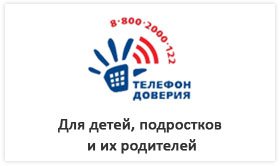 8-800-2000-122
ТЕЛЕФОН
ДОВЕРИЯ
Для детей, подростков
и их родителей